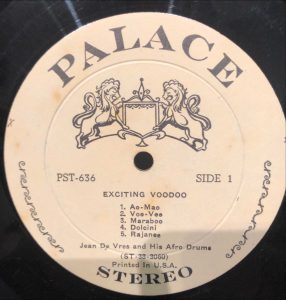 PALACE
PST-636 SIDE 1
EXCITING VOODOO
1. Ao-Mao
2. Voo-Vee
3. Maraboo
4. Dolcini
5. Rajanee
Jean De Vres and His Afro Drums
(ST-33-3050)
Printed in U.S.A.
STEREO